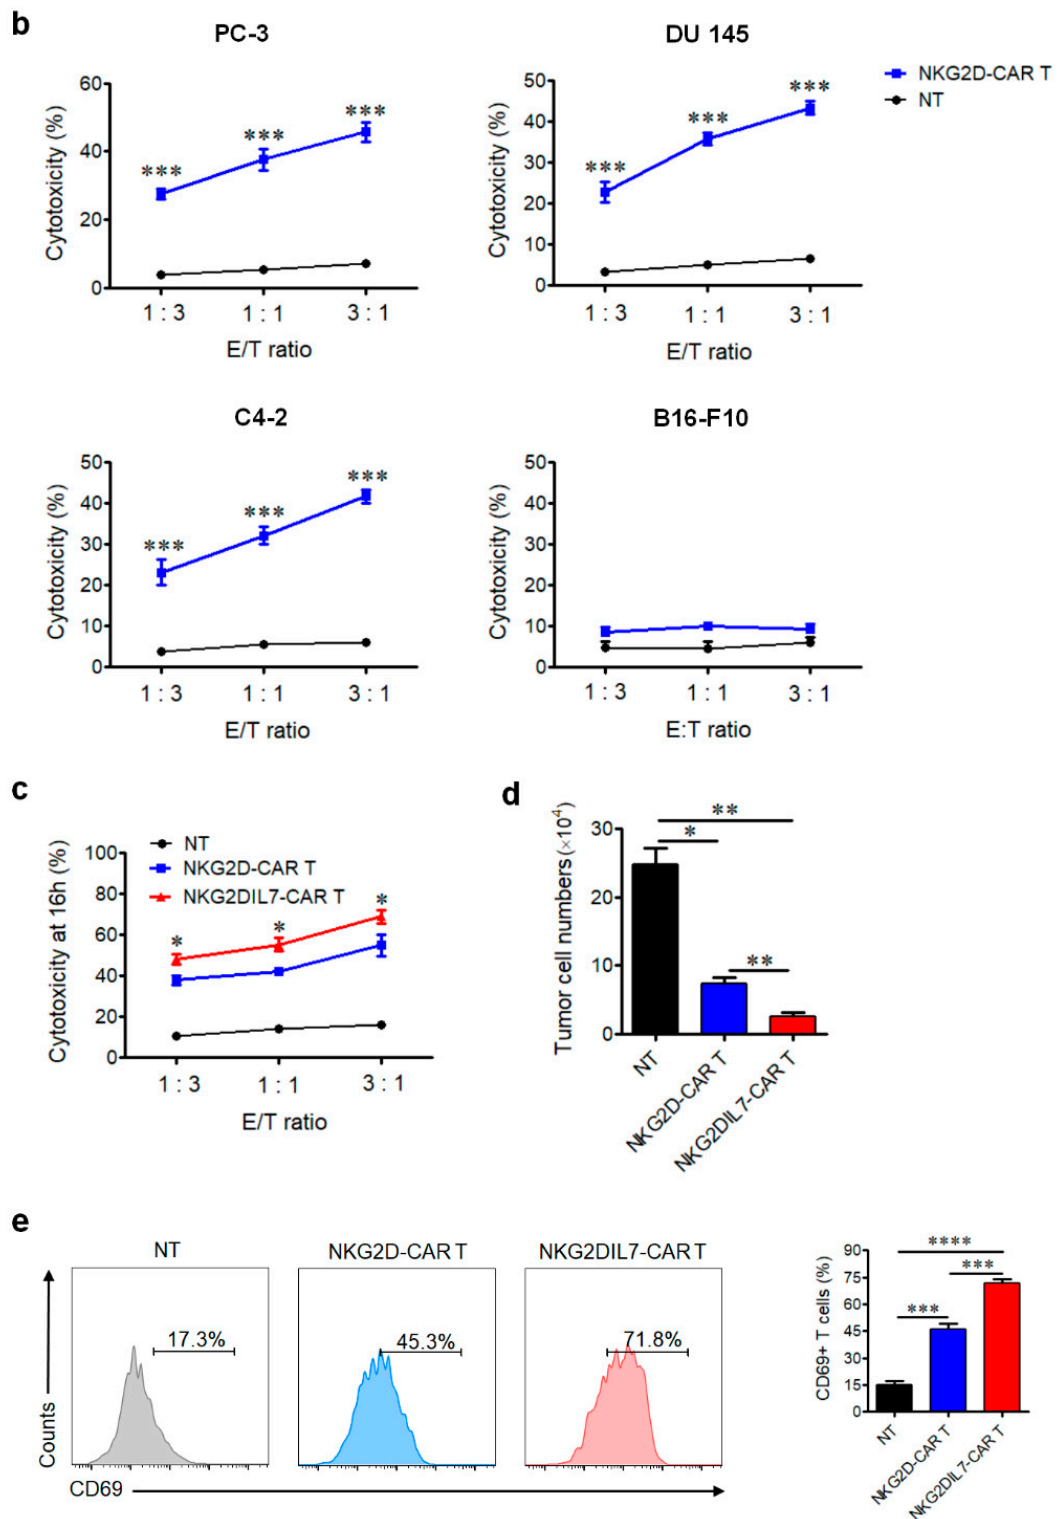 b
PC-3
DU 145
NKG2D-CAR T
NT
Cytotoxicity (%)
60
40
20
0
***
***
***
1 : 3
1 : 1
3 : 1
E/T ratio
Cytotoxicity (%)
50
40
30
20
10
0
***
***
***
1 : 3
1 : 1
3 : 1
E/T ratio
C4-2
B16-F10
Cytotoxicity (%)
50
40
30
20
10
0
***
***
***
1 : 3
1 : 1
3 : 1
E/T ratio
Cytotoxicity (%)
50
40
30
20
10
0
1 : 3
1 : 1
3 : 1
E:T ratio
c
NT
NKG2D-CAR T
NKG2DIL7-CAR T
Cytotoxicity at 16h (%)
100
80
60
40
20
0
*
*
*
1 : 3
1 : 1
3 : 1
E/T ratio
d
Tumor cell numbers (×10⁴)
30
20
10
0
**
*
**
NT
NKG2D-CAR T
NKG2DIL7-CAR T
e
NT
NKG2D-CAR T
NKG2DIL7-CAR T
17.3%
45.3%
71.8%
Counts
CD69
CD69+ T cells (%)
90
75
60
45
30
15
0
****
***
***
NT
NKG2D-CAR T
NKG2DIL7-CAR T